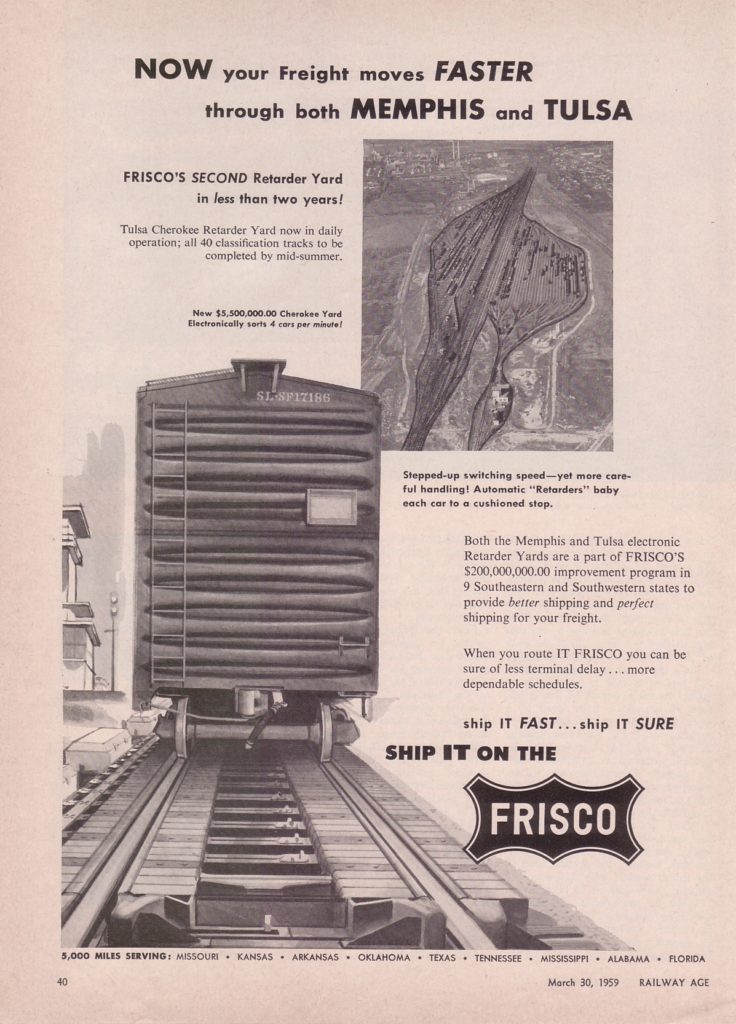 NOW your Freight moves FASTER
through both MEMPHIS and TULSA
FRISCO'S SECOND Retarder Yard
in less than two years!
Tulsa Cherokee Retarder Yard now in daily
operation; all 40 classification tracks to be
completed by mid-summer.
New $5,500,000.00 Cherokee Yard
Electronically sorts 4 cars per minute!
SL-SF17186
Stepped-up switching speed—yet more care-
ful handling! Automatic "Retarders" baby
each car to a cushioned stop.
Both the Memphis and Tulsa electronic
Retarder Yards are a part of FRISCO'S
$200,000,000.00 improvement program in
9 Southeastern and Southwestern states to
provide better shipping and perfect
shipping for your freight.
When you route IT FRISCO you can be
sure of less terminal delay . . . more
dependable schedules.
ship IT FAST...ship IT SURE
SHIP IT ON THE
FRISCO
5,000 MILES SERVING: MISSOURI • KANSAS • ARKANSAS • OKLAHOMA • TEXAS • TENNESSEE • MISSISSIPPI • ALABAMA • FLORIDA
40 March 30, 1959 RAILWAY AGE